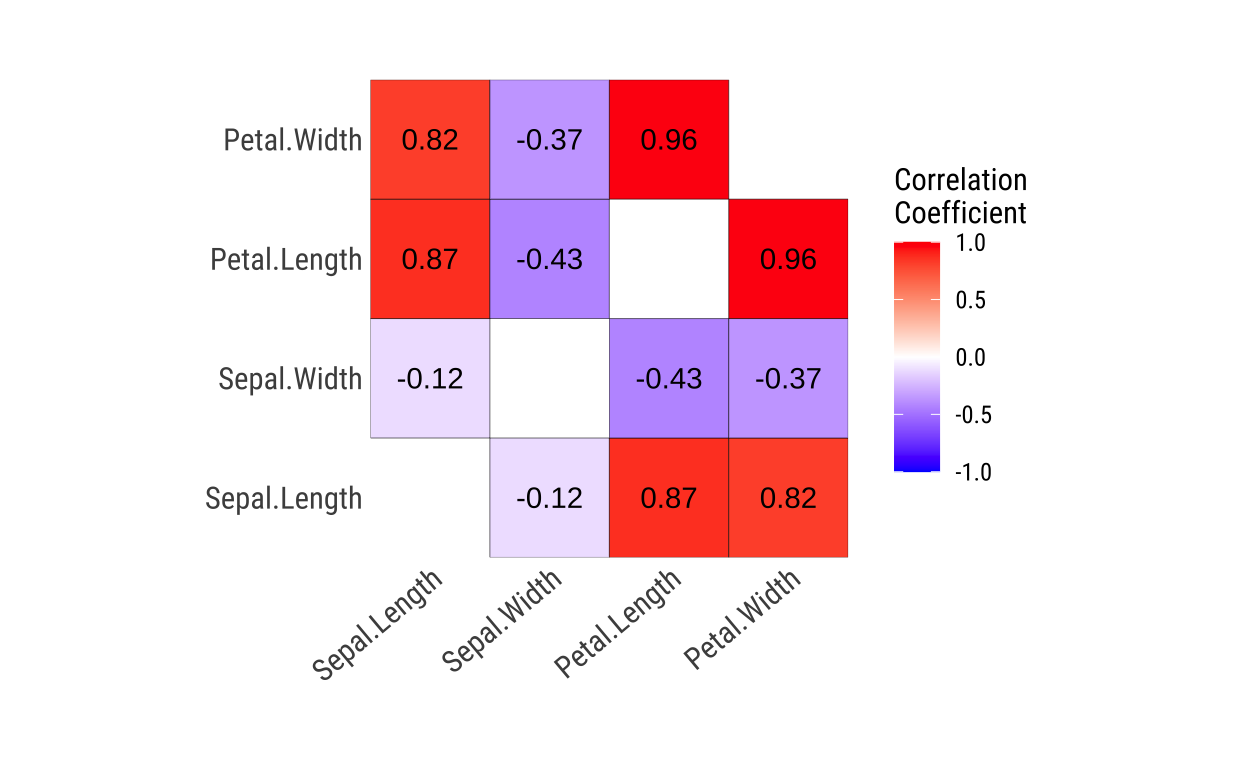 Petal.Width 0.82 -0.37 0.96
Petal.Length 0.87 -0.43 0.96
Sepal.Width -0.12 -0.43 -0.37
Sepal.Length -0.12 0.87 0.82
Sepal.Length Sepal.Width Petal.Length Petal.Width
Correlation
Coefficient
1.0
0.5
0.0
-0.5
-1.0